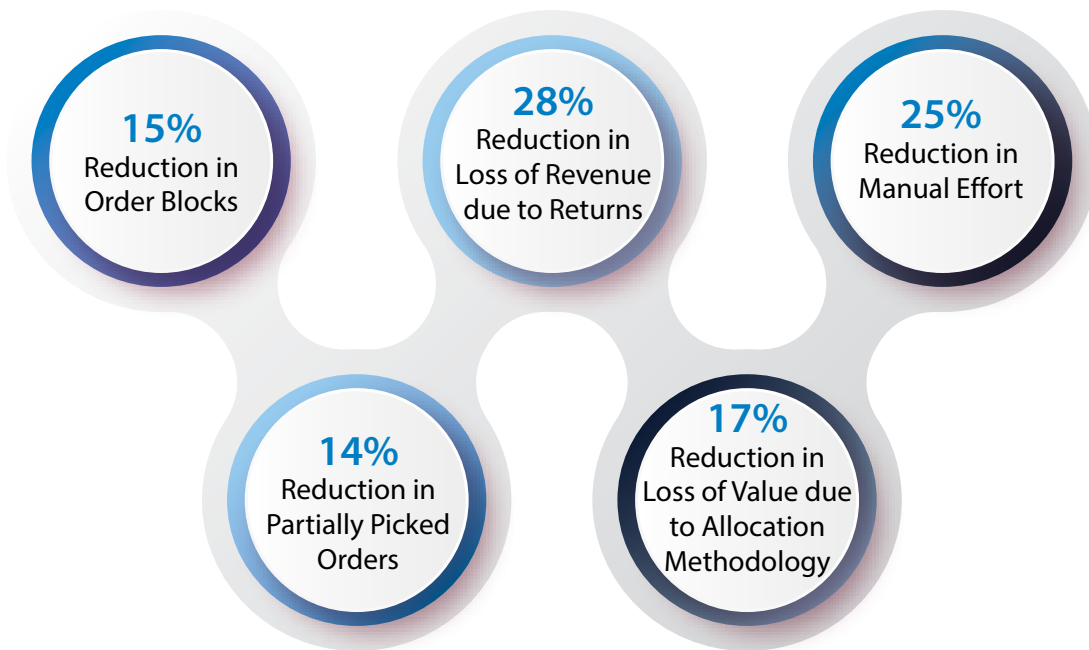 15%
Reduction in
Order Blocks
28%
Reduction in
Loss of Revenue
due to Returns
25%
Reduction in
Manual Effort
14%
Reduction in
Partially Picked
Orders
17%
Reduction in
Loss of Value due
to Allocation
Methodology